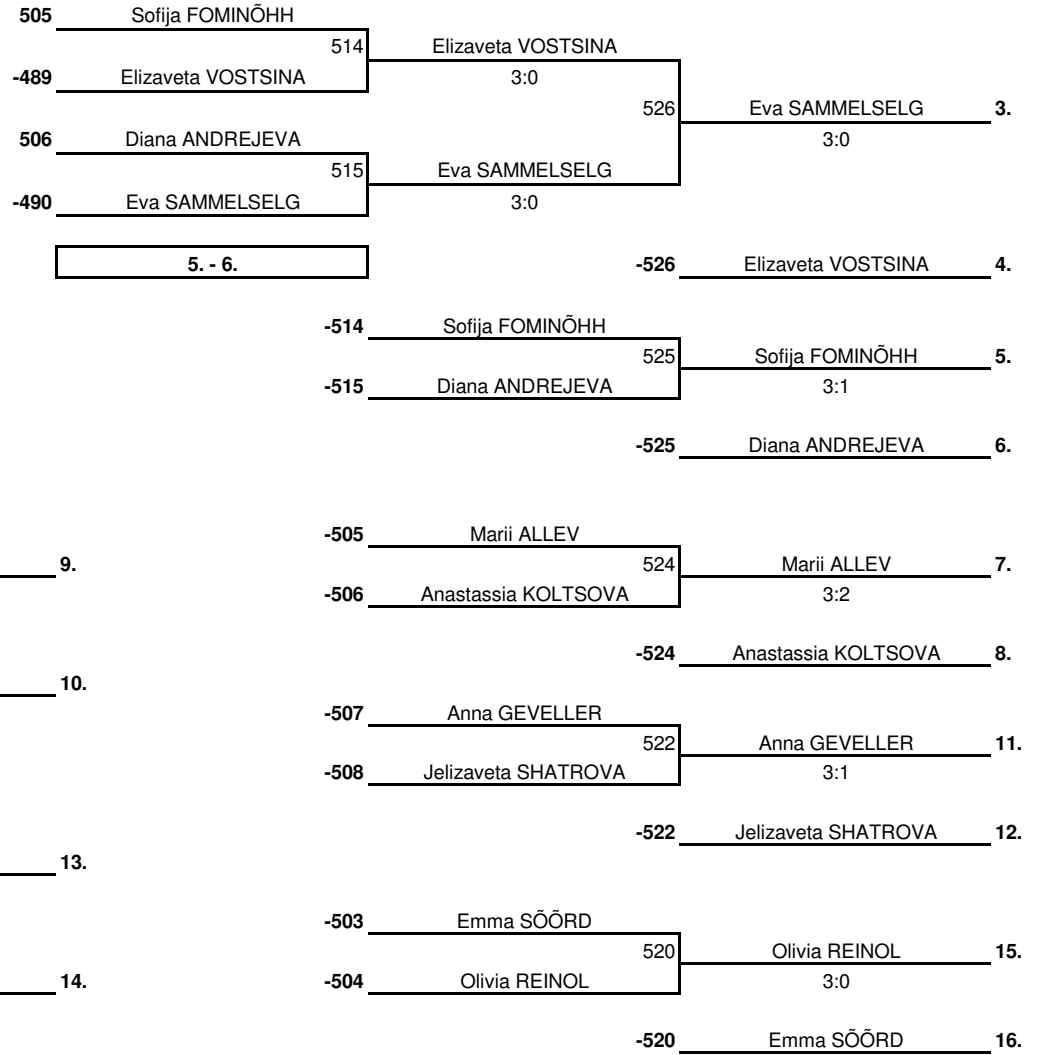 505 Sofija FOMINÕHH
514 Elizaveta VOSTSINA
-489 Elizaveta VOSTSINA 3:0
526 Eva SAMMELSELG 3.
506 Diana ANDREJEVA 3:0
515 Eva SAMMELSELG
-490 Eva SAMMELSELG 3:0
5. - 6. -526 Elizaveta VOSTSINA 4.
-514 Sofija FOMINÕHH
525 Sofija FOMINÕHH 5.
-515 Diana ANDREJEVA 3:1
-525 Diana ANDREJEVA 6.
-505 Marii ALLEV
9. 524 Marii ALLEV 7.
-506 Anastassia KOLTSOVA 3:2
-524 Anastassia KOLTSOVA 8.
10.
-507 Anna GEVELLER
522 Anna GEVELLER 11.
-508 Jelizaveta SHATROVA 3:1
-522 Jelizaveta SHATROVA 12.
13.
-503 Emma SÕÕRD
520 Olivia REINOL 15.
14. -504 Olivia REINOL 3:0
-520 Emma SÕÕRD 16.